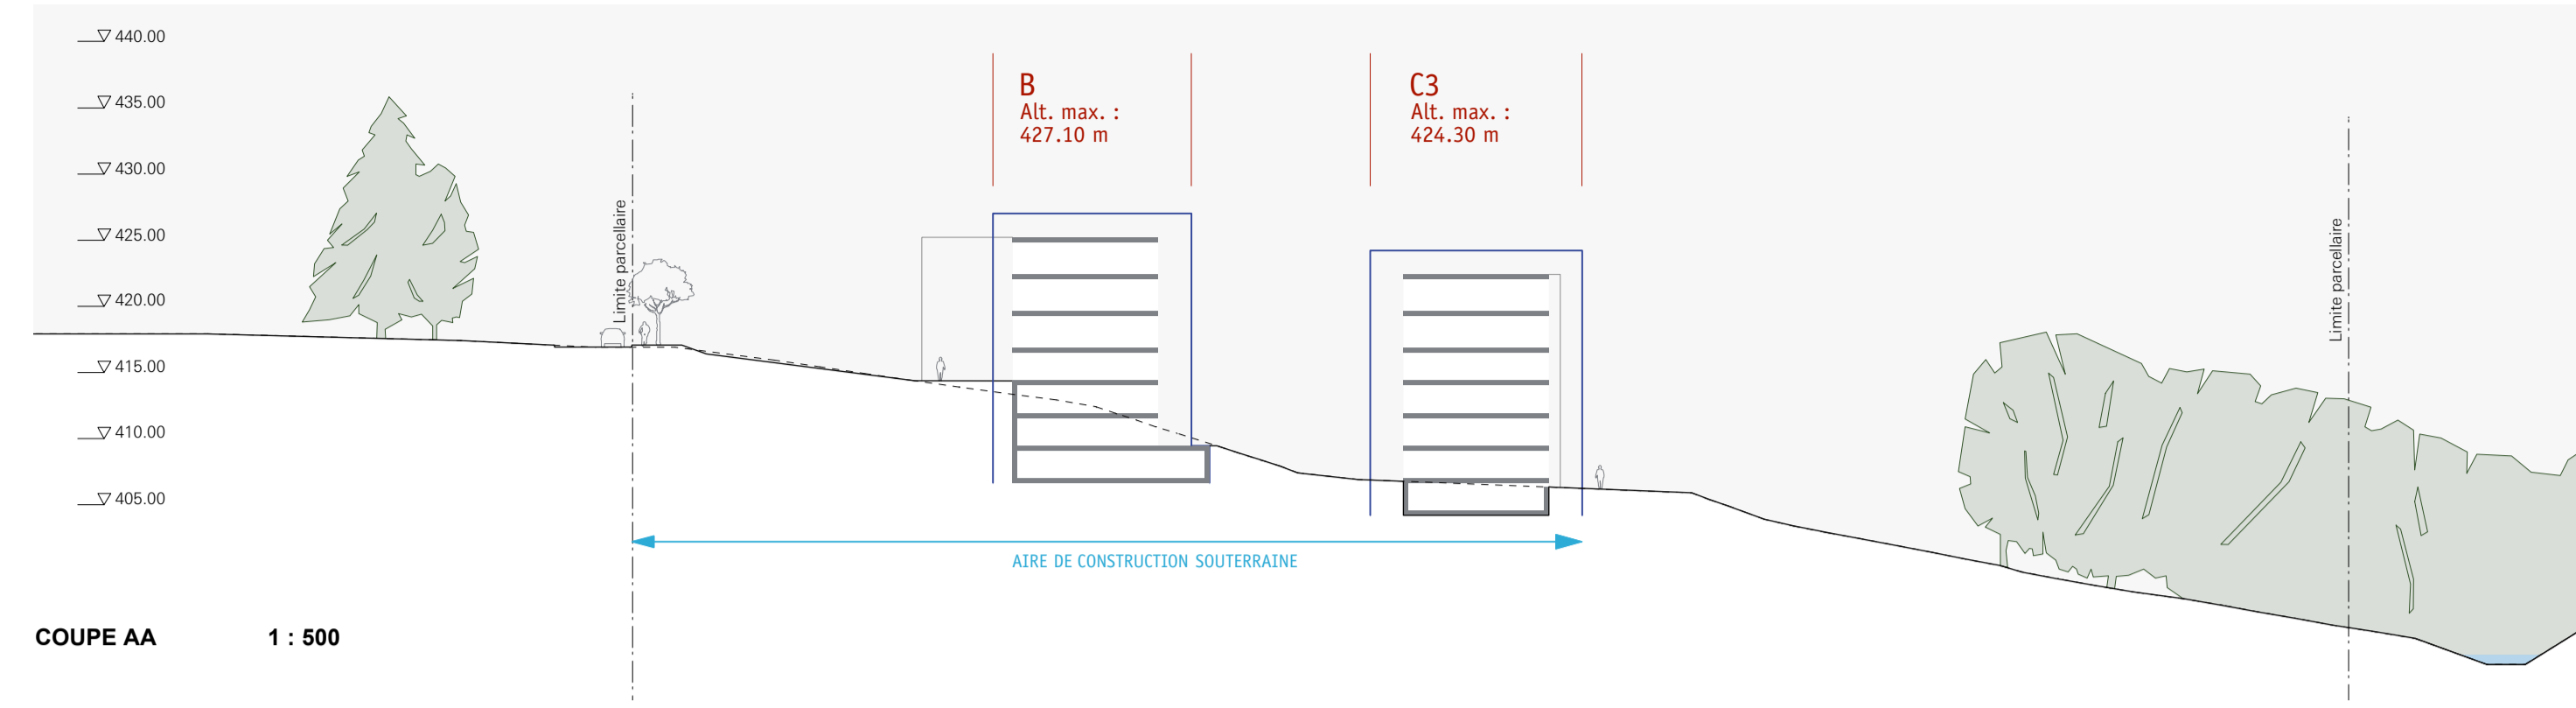 440.00
435.00
430.00
425.00
420.00
415.00
410.00
405.00
Limite parcellaire
B
Alt. max. :
427.10 m
C3
Alt. max. :
424.30 m
Limite parcellaire
AIRE DE CONSTRUCTION SOUTERRAINE
COUPE AA 1 : 500